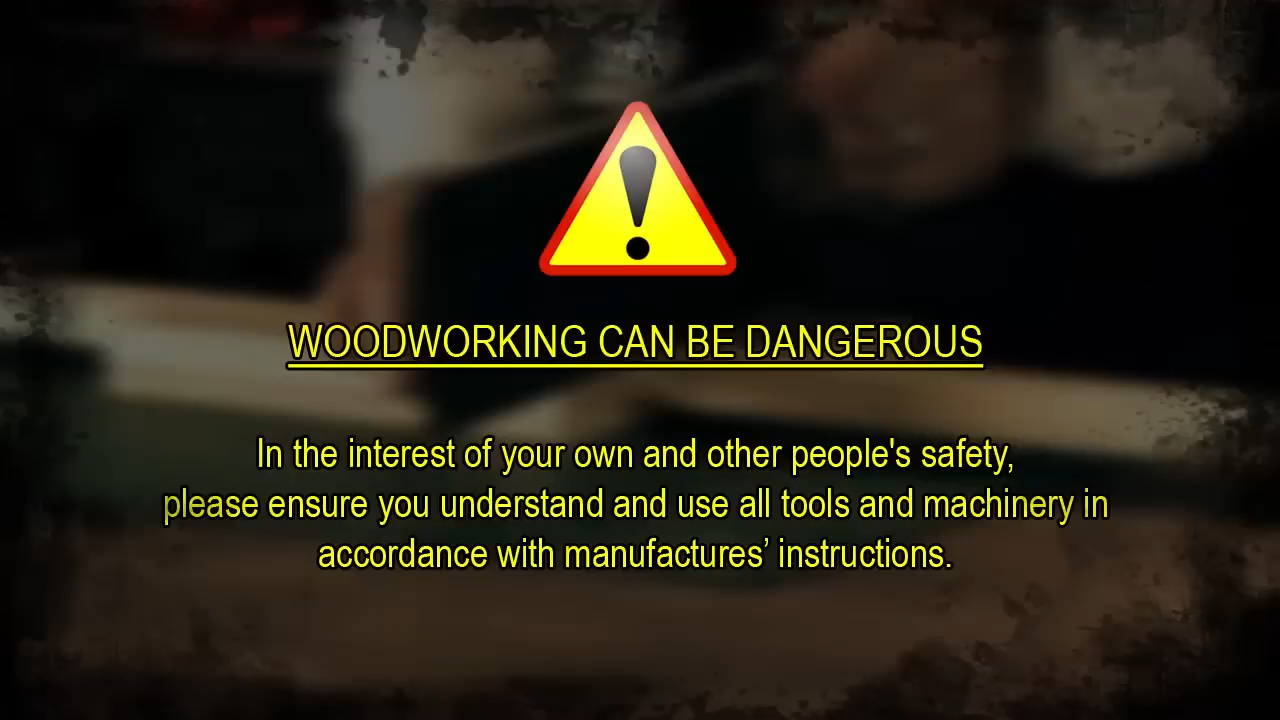 WOODWORKING CAN BE DANGEROUS
In the interest of your own and other people's safety,
please ensure you understand and use all tools and machinery in
accordance with manufactures’ instructions.